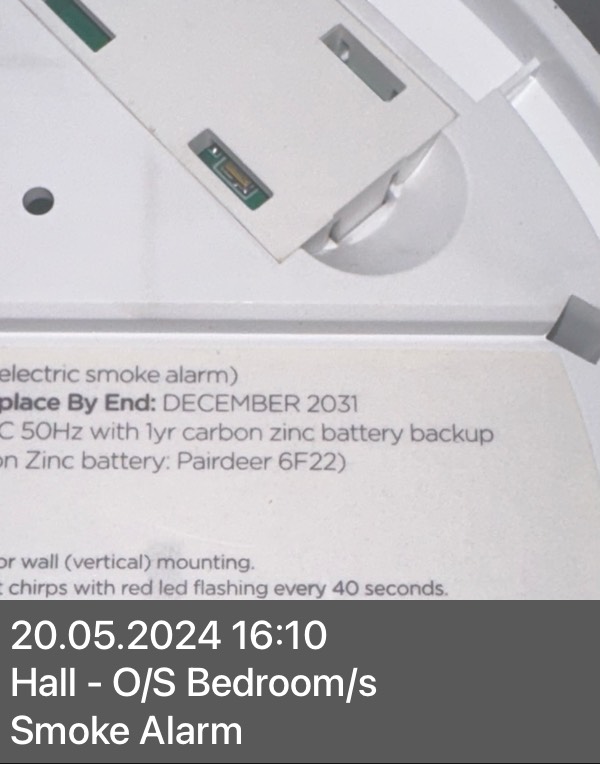 electric smoke alarm)
place By End: DECEMBER 2031
C 50Hz with 1yr carbon zinc battery backup
n Zinc battery: Pairdeer 6F22)
or wall (vertical) mounting.
chirps with red led flashing every 40 seconds.
20.05.2024 16:10
Hall - O/S Bedroom/s
Smoke Alarm